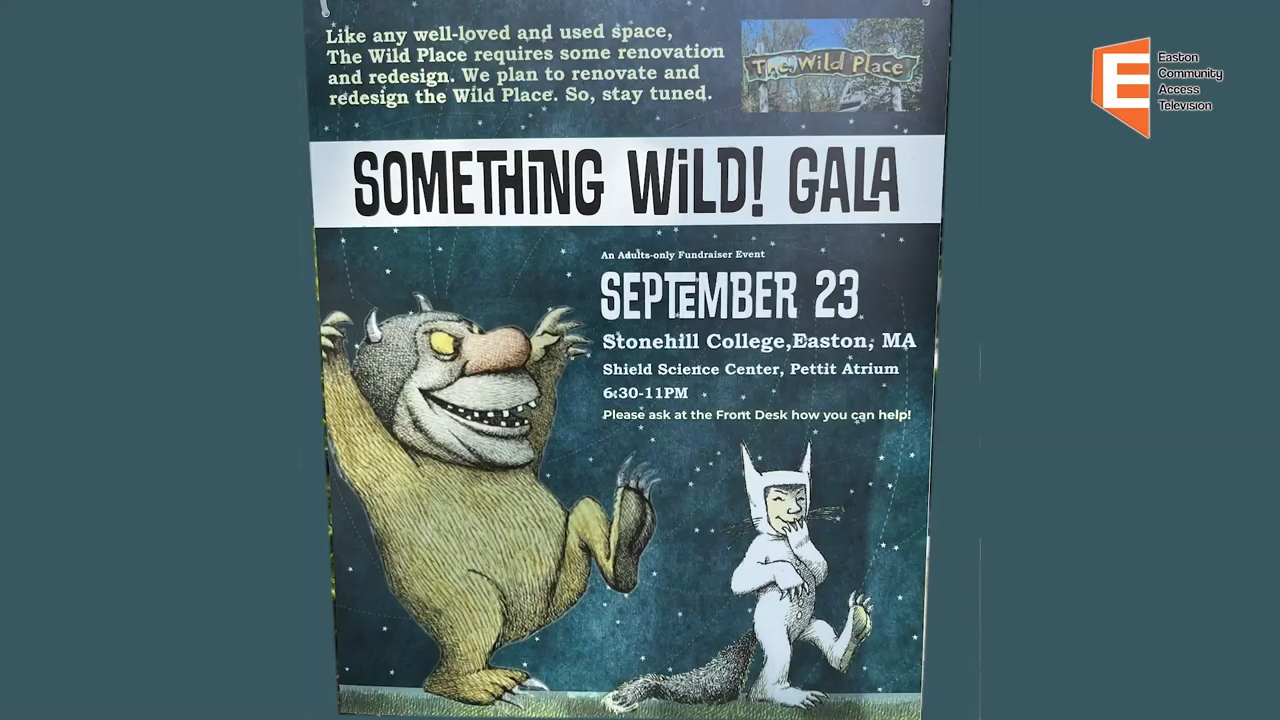 Like any well-loved and used space,
The Wild Place requires some renovation
and redesign. We plan to renovate and
redesign the Wild Place. So, stay tuned.
The Wild Place
Easton
Community
Access
Television
SOMETHING WiLD! GALA
An Adults-only Fundraiser Event
SEPTEMBER 23
Stonehill College,Easton, MA
Shield Science Center, Pettit Atrium
6:30-11PM
Please ask at the Front Desk how you can help!